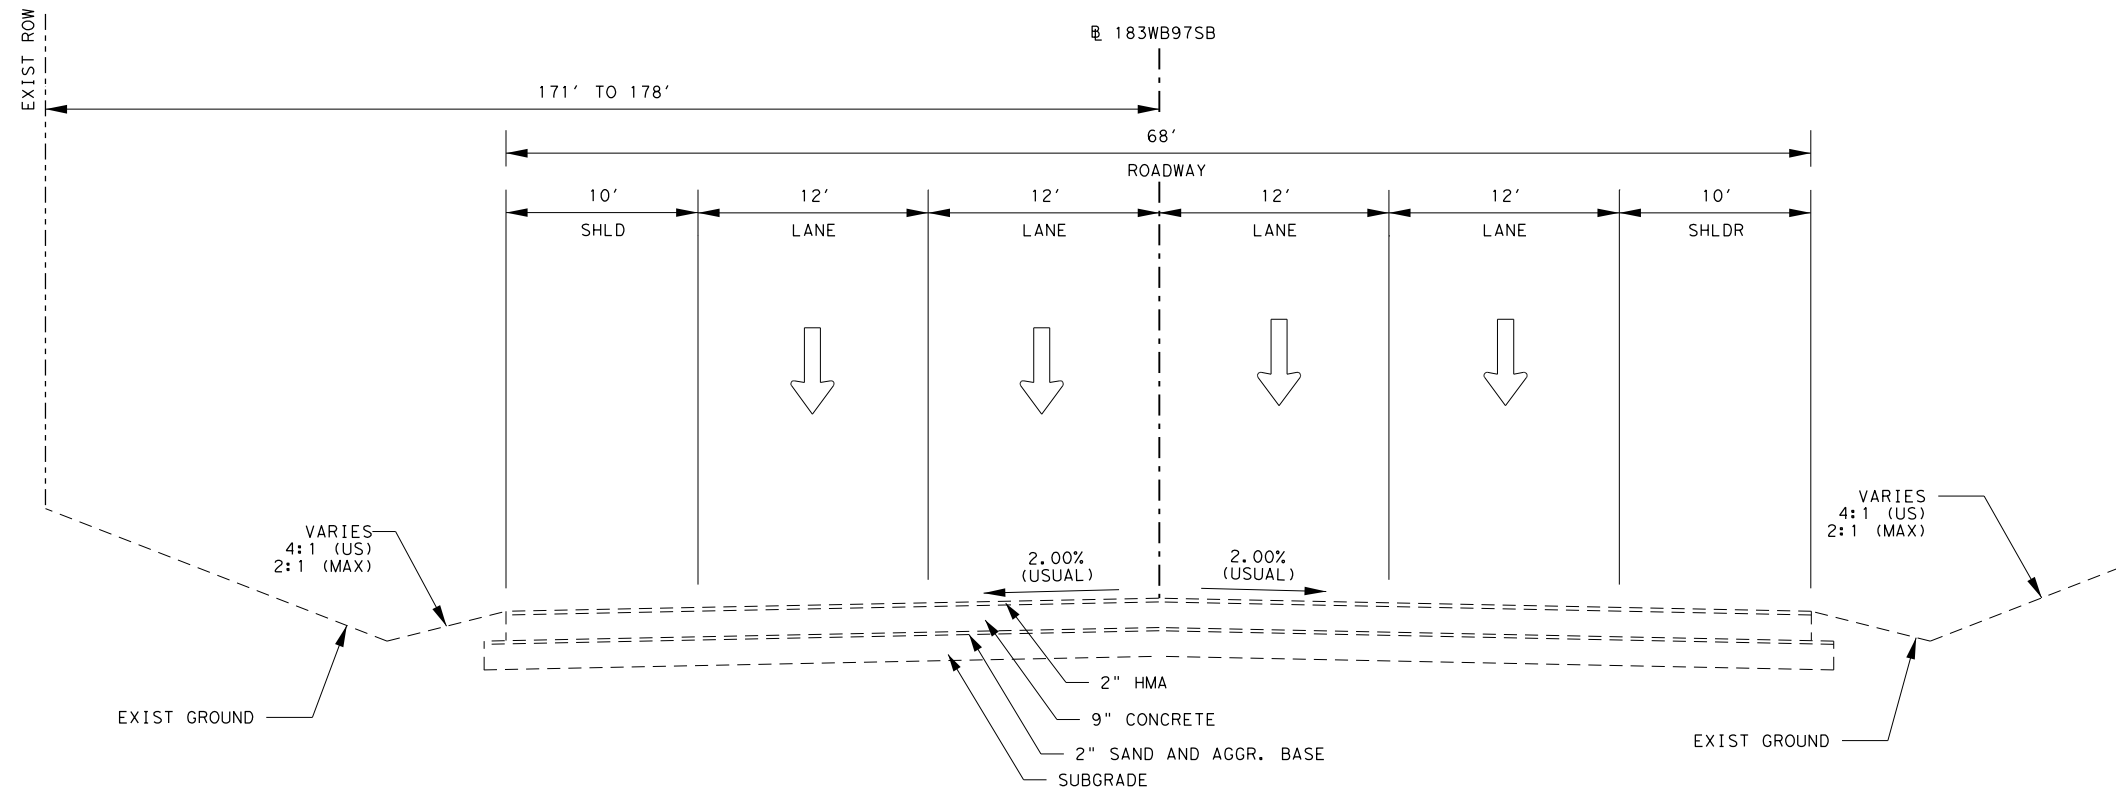 EXIST ROW
℄ 183WB97SB
171' TO 178'
68'
ROADWAY
10'
12'
12'
12'
12'
10'
SHLD
LANE
LANE
LANE
LANE
SHLDR
VARIES
4:1 (US)
2:1 (MAX)
2.00%
(USUAL)
2.00%
(USUAL)
VARIES
4:1 (US)
2:1 (MAX)
EXIST GROUND
2" HMA
9" CONCRETE
2" SAND AND AGGR. BASE
SUBGRADE
EXIST GROUND